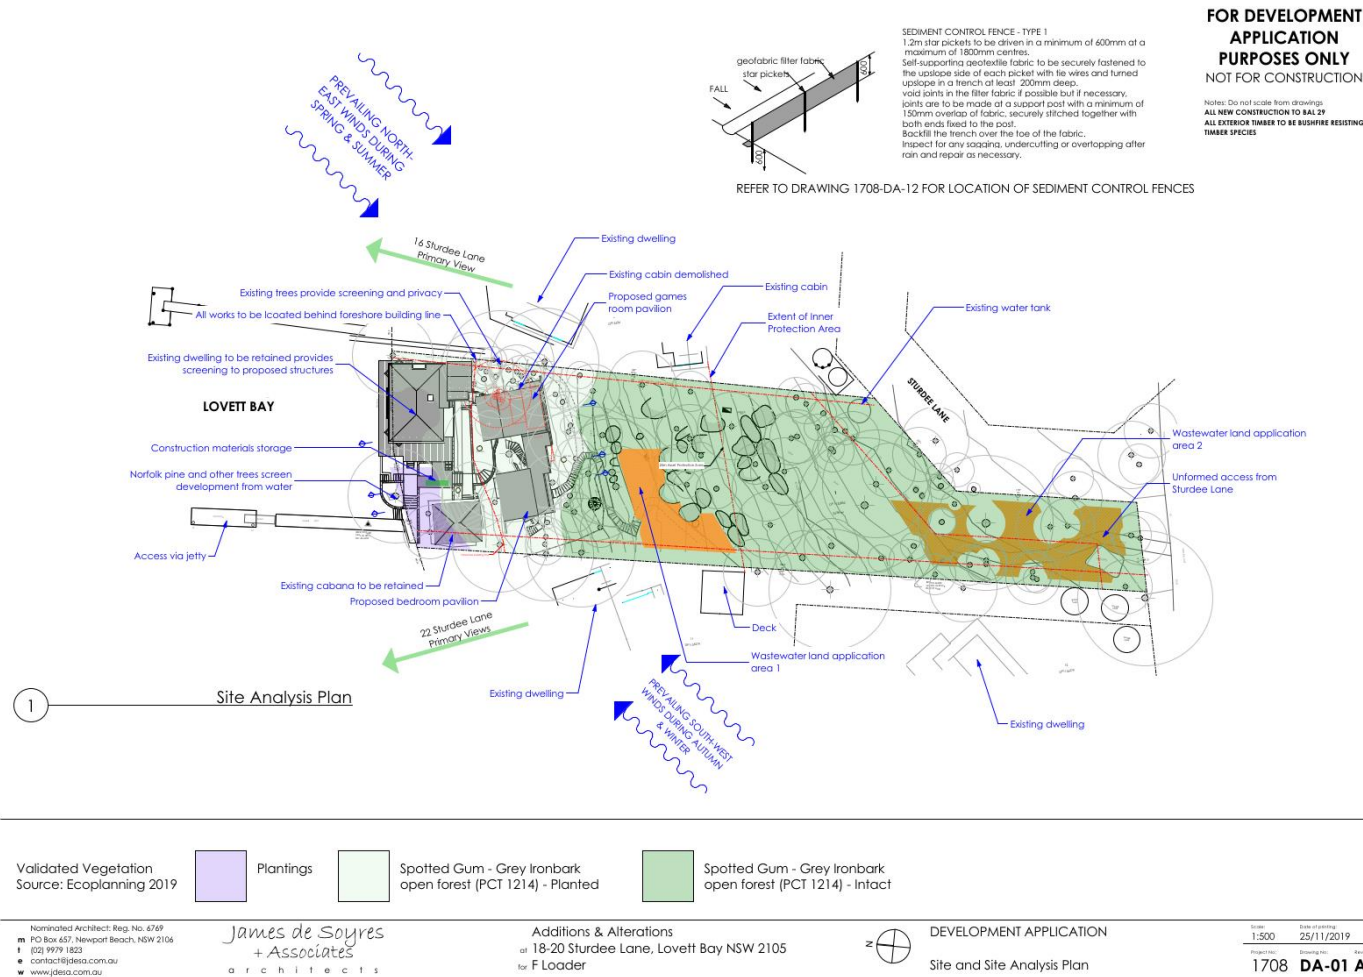 FOR DEVELOPMENT
APPLICATION
PURPOSES ONLY
NOT FOR CONSTRUCTION
Notes: Do not scale from drawings
ALL NEW CONSTRUCTION TO BAL 29
ALL EXTERIOR TIMBER TO BE BUSHFIRE RESISTING
TIMBER SPECIES
SEDIMENT CONTROL FENCE - TYPE 1
1.2m star pickets to be driven in a minimum of 600mm at a
maximum of 1800mm centres.
Self-supporting geotextile fabric to be securely fastened to
the upslope side of each picket with tie wires and turned
upslope in a trench at least 200mm deep.
void joints in the filter fabric if possible but if necessary,
joints are to be made at a support post with a minimum of
150mm overlap of fabric, securely stitched together with
both ends fixed to the post.
Backfill the trench over the toe of the fabric.
Inspect for any sagging, undercutting or overtopping after
rain and repair as necessary.
geofabric filter fabric
star pickets
FALL
600
600
REFER TO DRAWING 1708-DA-12 FOR LOCATION OF SEDIMENT CONTROL FENCES
PREVAILING NORTH-
EAST WINDS DURING
SPRING & SUMMER
16 Sturdee Lane
Primary View
Existing dwelling
Existing cabin demolished
Proposed games
room pavilion
Existing cabin
Extent of Inner
Protection Area
Existing water tank
Existing trees provide screening and privacy
All works to be lcoated behind foreshore building line
Existing dwelling to be retained provides
screening to proposed structures
LOVETT BAY
STURDEE LANE
Construction materials storage
Norfolk pine and other trees screen
development from water
Wastewater land application
area 2
Unformed access from
Sturdee Lane
Access via jetty
Existing cabana to be retained
Proposed bedroom pavilion
22 Sturdee Lane
Primary Views
Deck
Wastewater land application
area 1
Existing dwelling
PREVAILING SOUTH-WEST
WINDS DURING AUTUMN
& WINTER
Existing dwelling
1
Site Analysis Plan
Validated Vegetation
Source: Ecoplanning 2019
Plantings
Spotted Gum - Grey Ironbark
open forest (PCT 1214) - Planted
Spotted Gum - Grey Ironbark
open forest (PCT 1214) - Intact
Nominated Architect: Reg. No. 6769
m PO Box 657, Newport Beach, NSW 2106
t (02) 9979 1823
e contact@jdesa.com.au
w www.jdesa.com.au
James de Soyres
+ Associates
architects
Additions & Alterations
at 18-20 Sturdee Lane, Lovett Bay NSW 2105
for F Loader
N
DEVELOPMENT APPLICATION
Site and Site Analysis Plan
Scale:
1:500
Date of printing:
25/11/2019
Project No:
1708
Drawing No:
DA-01 A